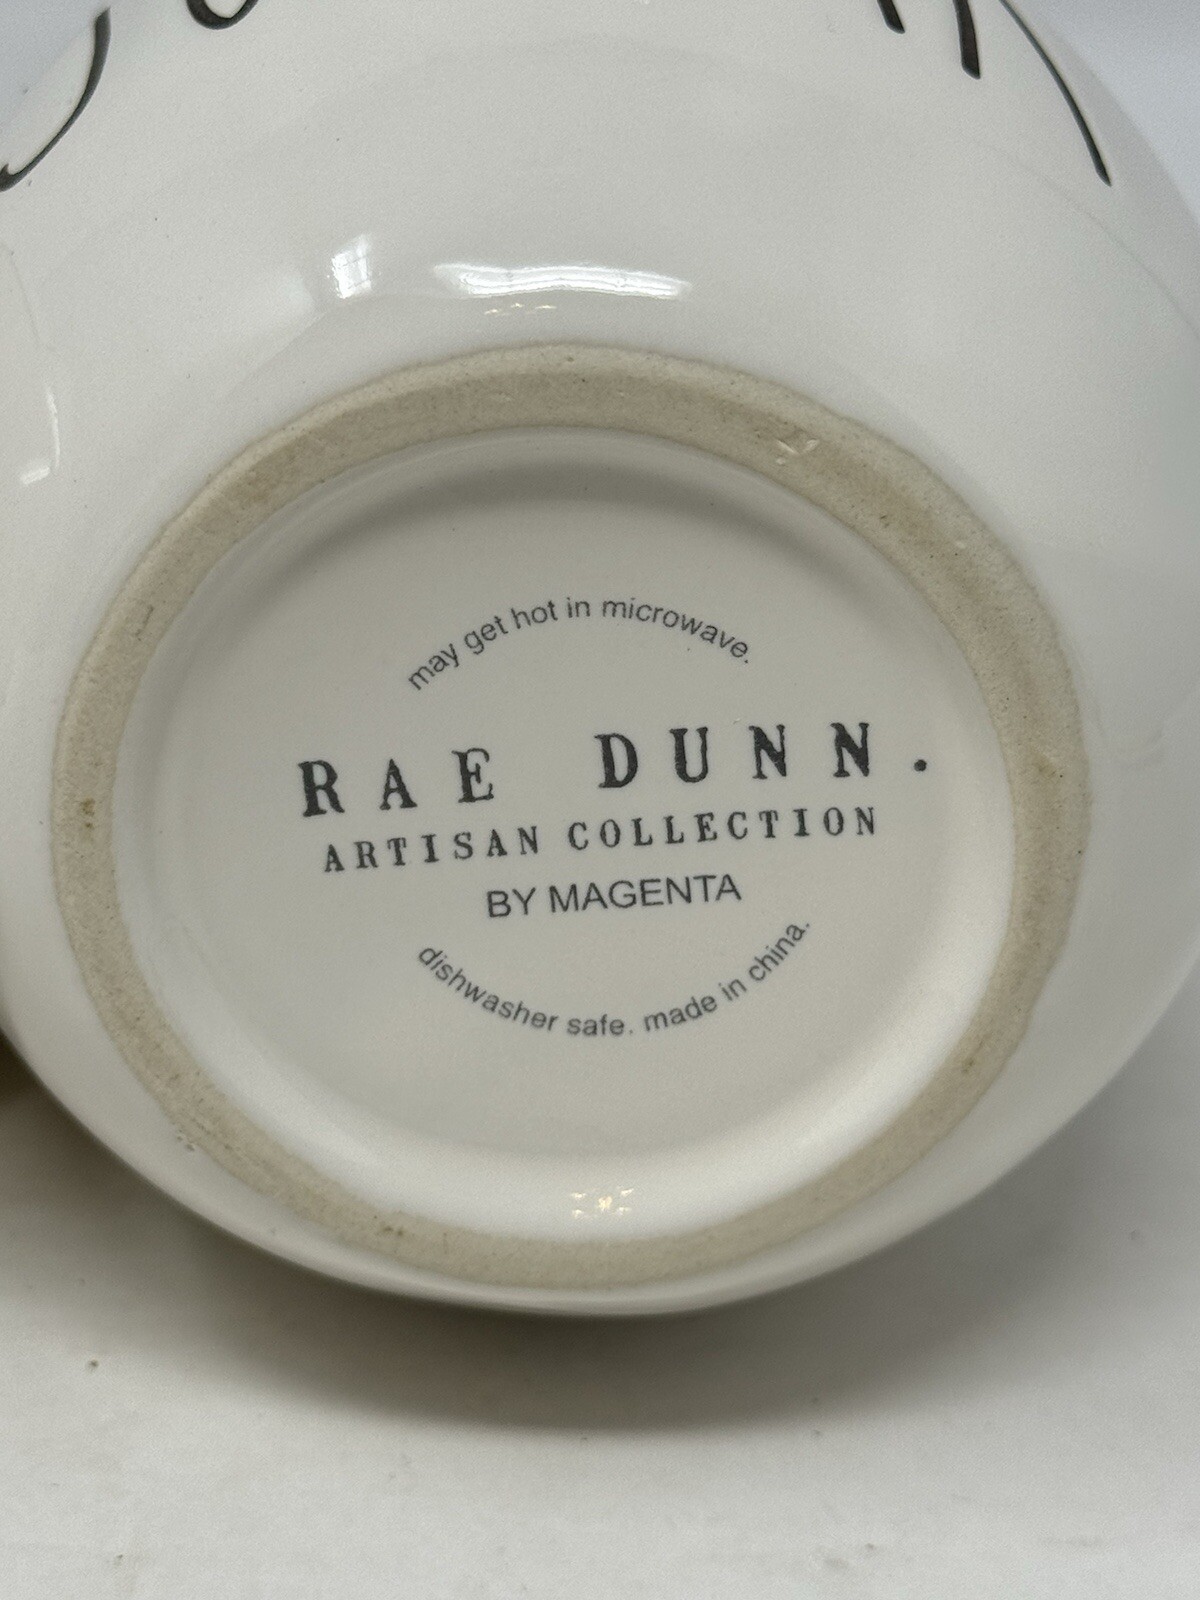 may get hot in microwave.
RAE DUNN.
ARTISAN COLLECTION
BY MAGENTA
dishwasher safe. made in china.